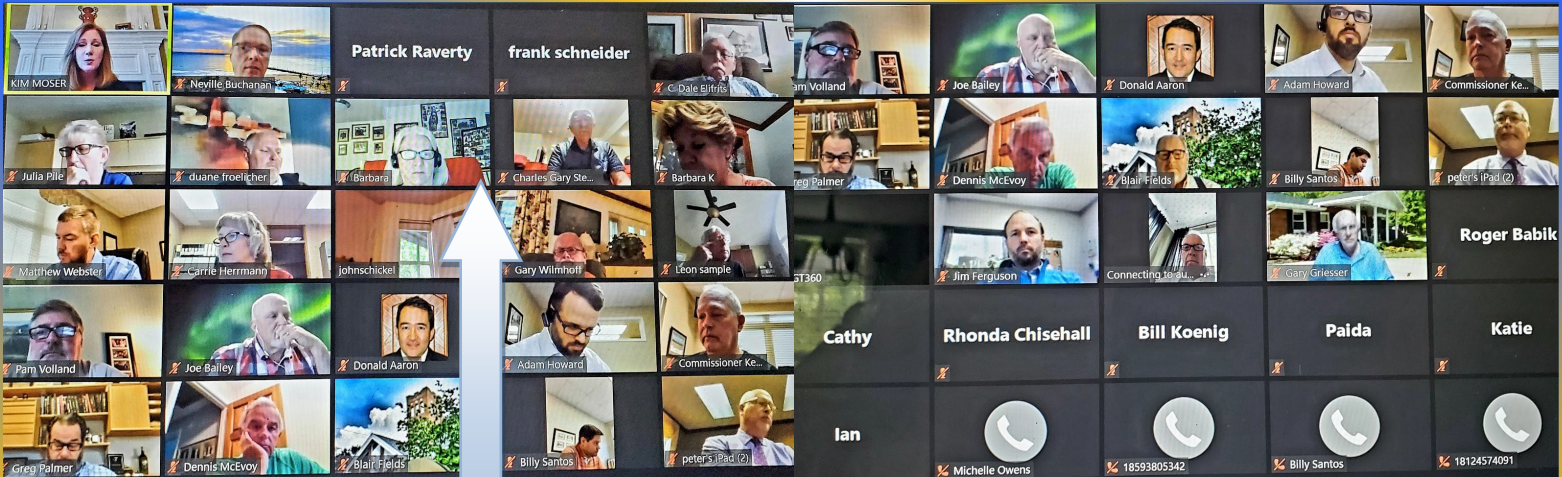 KIM MOSER
Neville Buchanan
Patrick Raverty
frank schneider
C. Dale Elifrits
Julia Pile
duane froelicher
Barbara
Charles Gary Ste...
Barbara K
Matthew Webster
Carrie Herrmann
johnschickel
Gary Wilmhoff
Leon sample
Pam Volland
Joe Bailey
Donald Aaron
Adam Howard
Commissioner Ke...
Greg Palmer
Dennis McEvoy
Blair Fields
Billy Santos
peter's iPad (2)
am Volland
Joe Bailey
Donald Aaron
Adam Howard
Commissioner Ke...
reg Palmer
Dennis McEvoy
Blair Fields
Billy Santos
peter's iPad (2)
GT360
Jim Ferguson
Connecting to au...
Gary Griesser
Roger Babik
Cathy
Rhonda Chisehall
Bill Koenig
Paida
Katie
Ian
Michelle Owens
18593805342
Billy Santos
18124574091